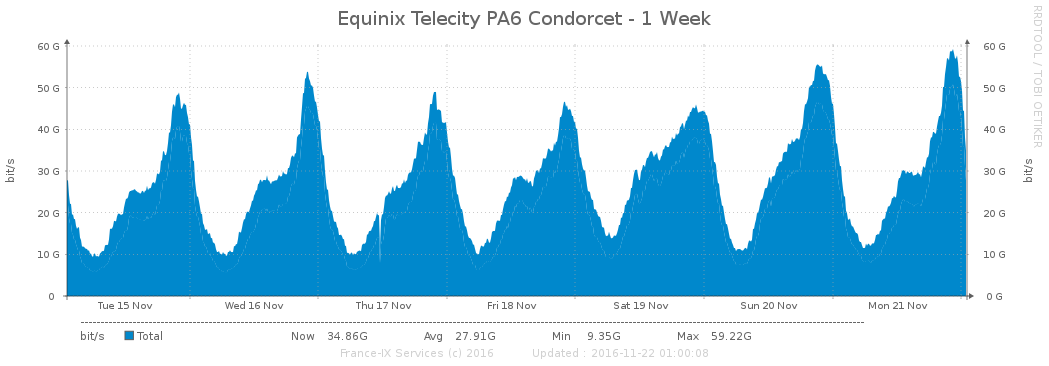 Equinix Telecity PA6 Condorcet - 1 Week
RRDTOOL / TOBI OETIKER
60 G 60 G
50 G 50 G
40 G 40 G
30 G 30 G
20 G 20 G
10 G 10 G
0 0 G
bit/s
bit/s
Tue 15 Nov Wed 16 Nov Thu 17 Nov Fri 18 Nov Sat 19 Nov Sun 20 Nov Mon 21 Nov
bit/s Total Now 34.86G Avg 27.91G Min 9.35G Max 59.22G
France-IX Services (c) 2016 Updated : 2016-11-22 01:00:08